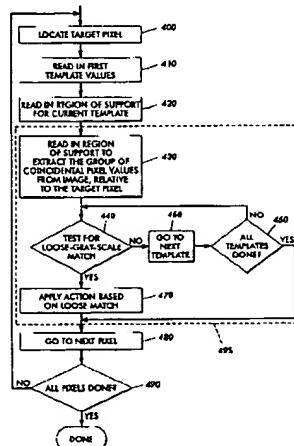 400
LOCATE TARGET PIXEL
410
READ IN FIRST
TEMPLATE VALUES
420
READ IN REGION OF SUPPORT
FOR CURRENT TEMPLATE
430
READ IN REGION
OF SUPPORT TO
EXTRACT THE GROUP OF
COINCIDENTAL PIXEL VALUES
FROM IMAGE, RELATIVE
TO THE TARGET PIXEL
440
TEST FOR
LOOSE-GRAY-SCALE
MATCH
NO
460
GO TO
NEXT
TEMPLATE
NO
450
ALL
TEMPLATES
DONE?
YES
YES
470
APPLY ACTION BASED
ON LOOSE MATCH
480
GO TO NEXT PIXEL
495
NO
490
ALL PIXELS DONE?
YES
DONE